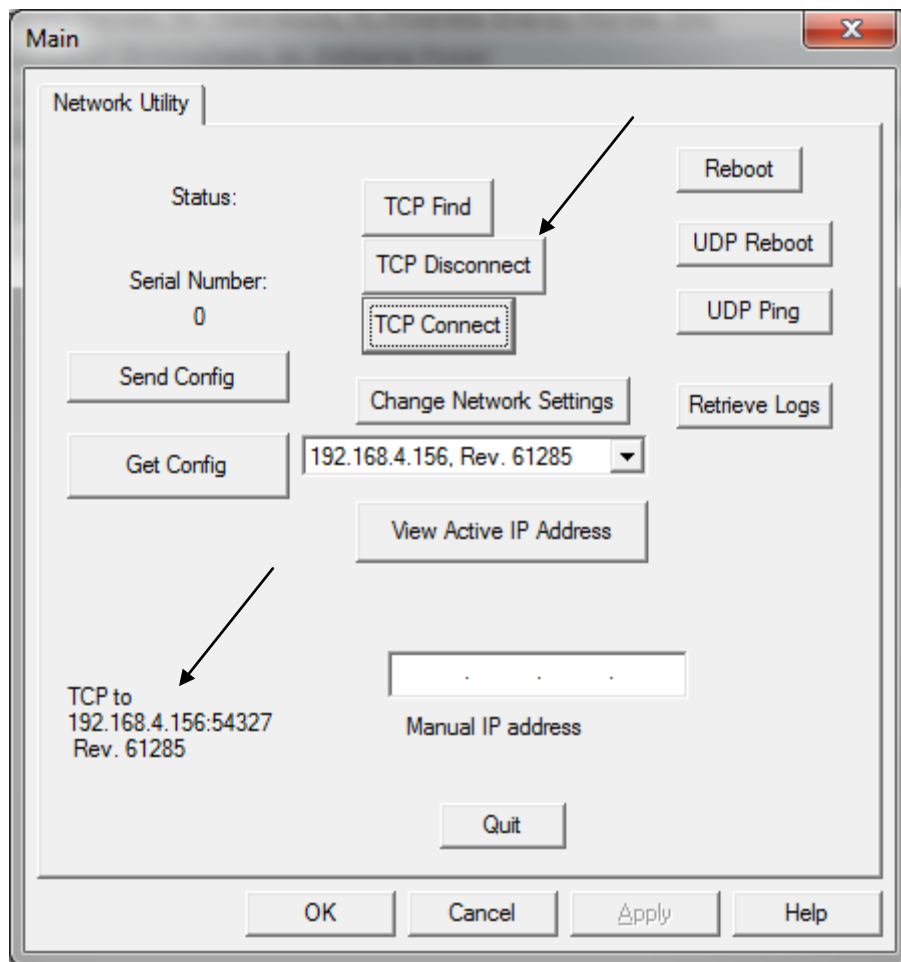 Main
Network Utility
Status:
TCP Find
Reboot
TCP Disconnect
UDP Reboot
Serial Number:
0
TCP Connect
UDP Ping
Send Config
Change Network Settings
Retrieve Logs
Get Config
192.168.4.156, Rev. 61285
View Active IP Address
. . .
Manual IP address
TCP to
192.168.4.156:54327
Rev. 61285
Quit
OK
Cancel
Apply
Help